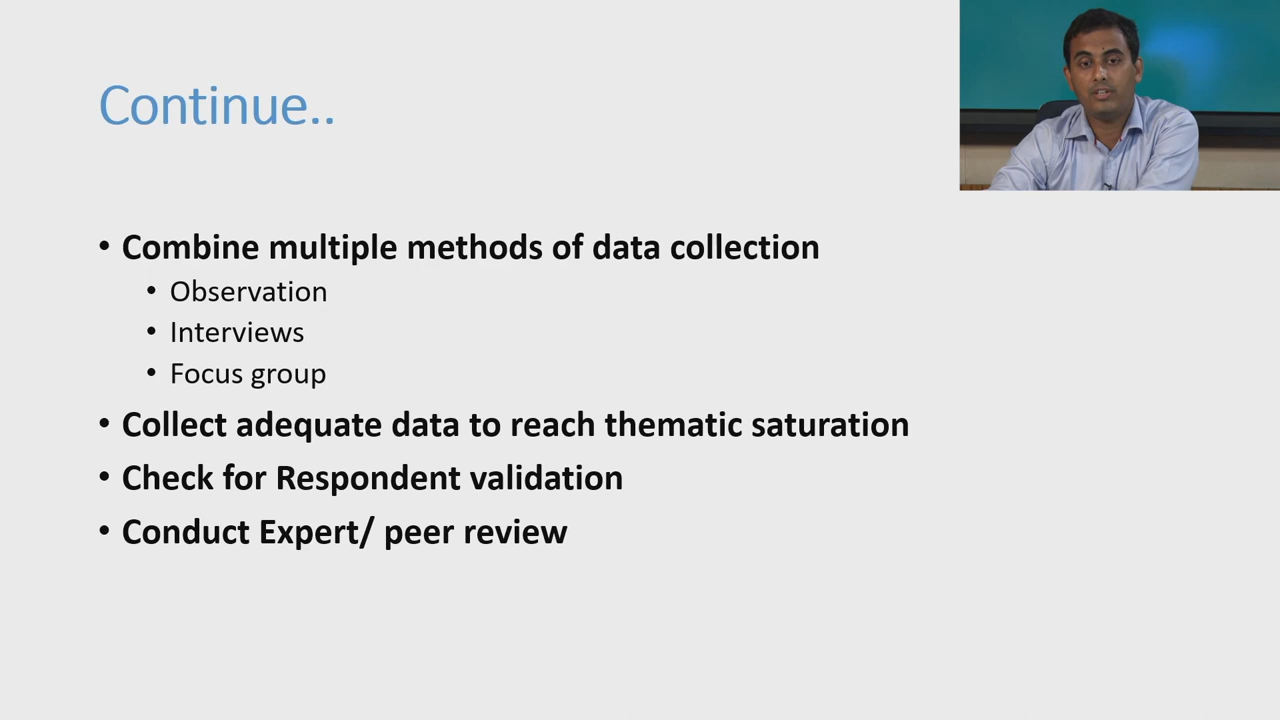 Continue..
• Combine multiple methods of data collection
• Observation
• Interviews
• Focus group
• Collect adequate data to reach thematic saturation
• Check for Respondent validation
• Conduct Expert/ peer review